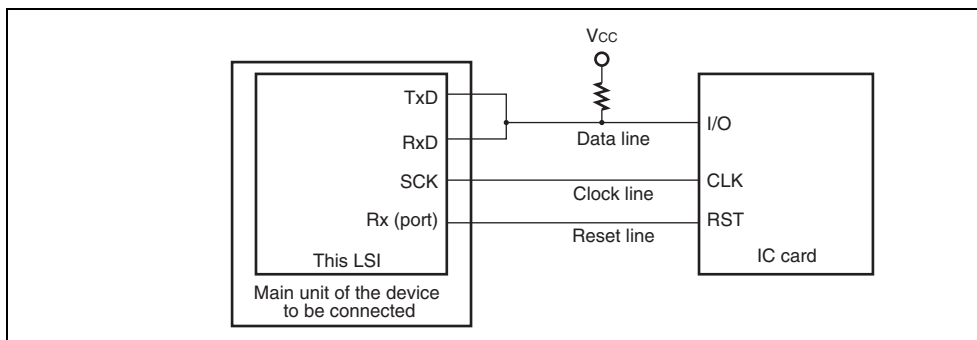 Vcc
TxD
RxD
SCK
Rx (port)
This LSI
Main unit of the device
to be connected
Data line
Clock line
Reset line
I/O
CLK
RST
IC card